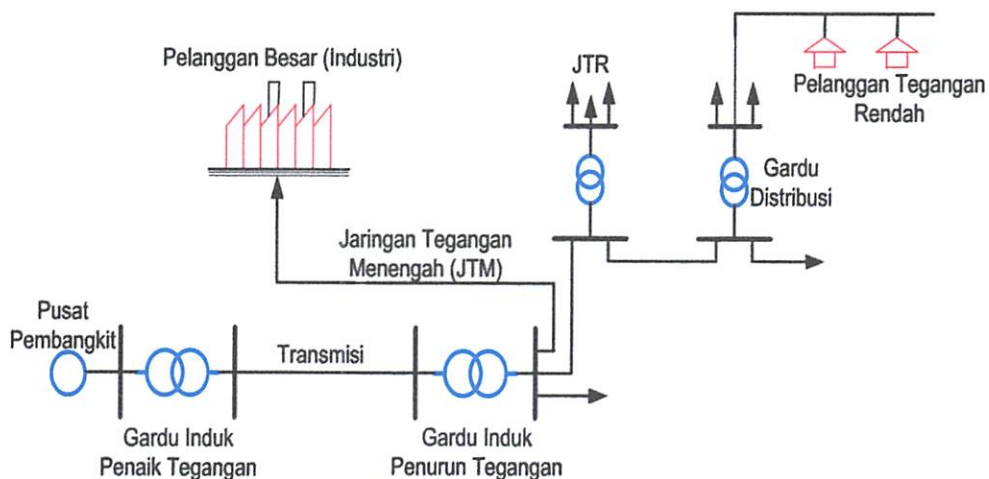 Pelanggan Besar (Industri)
JTR
Pelanggan Tegangan
Rendah
Gardu
Distribusi
Jaringan Tegangan
Menengah (JTM)
Pusat
Pembangkit
Transmisi
Gardu Induk
Penaik Tegangan
Gardu Induk
Penurun Tegangan